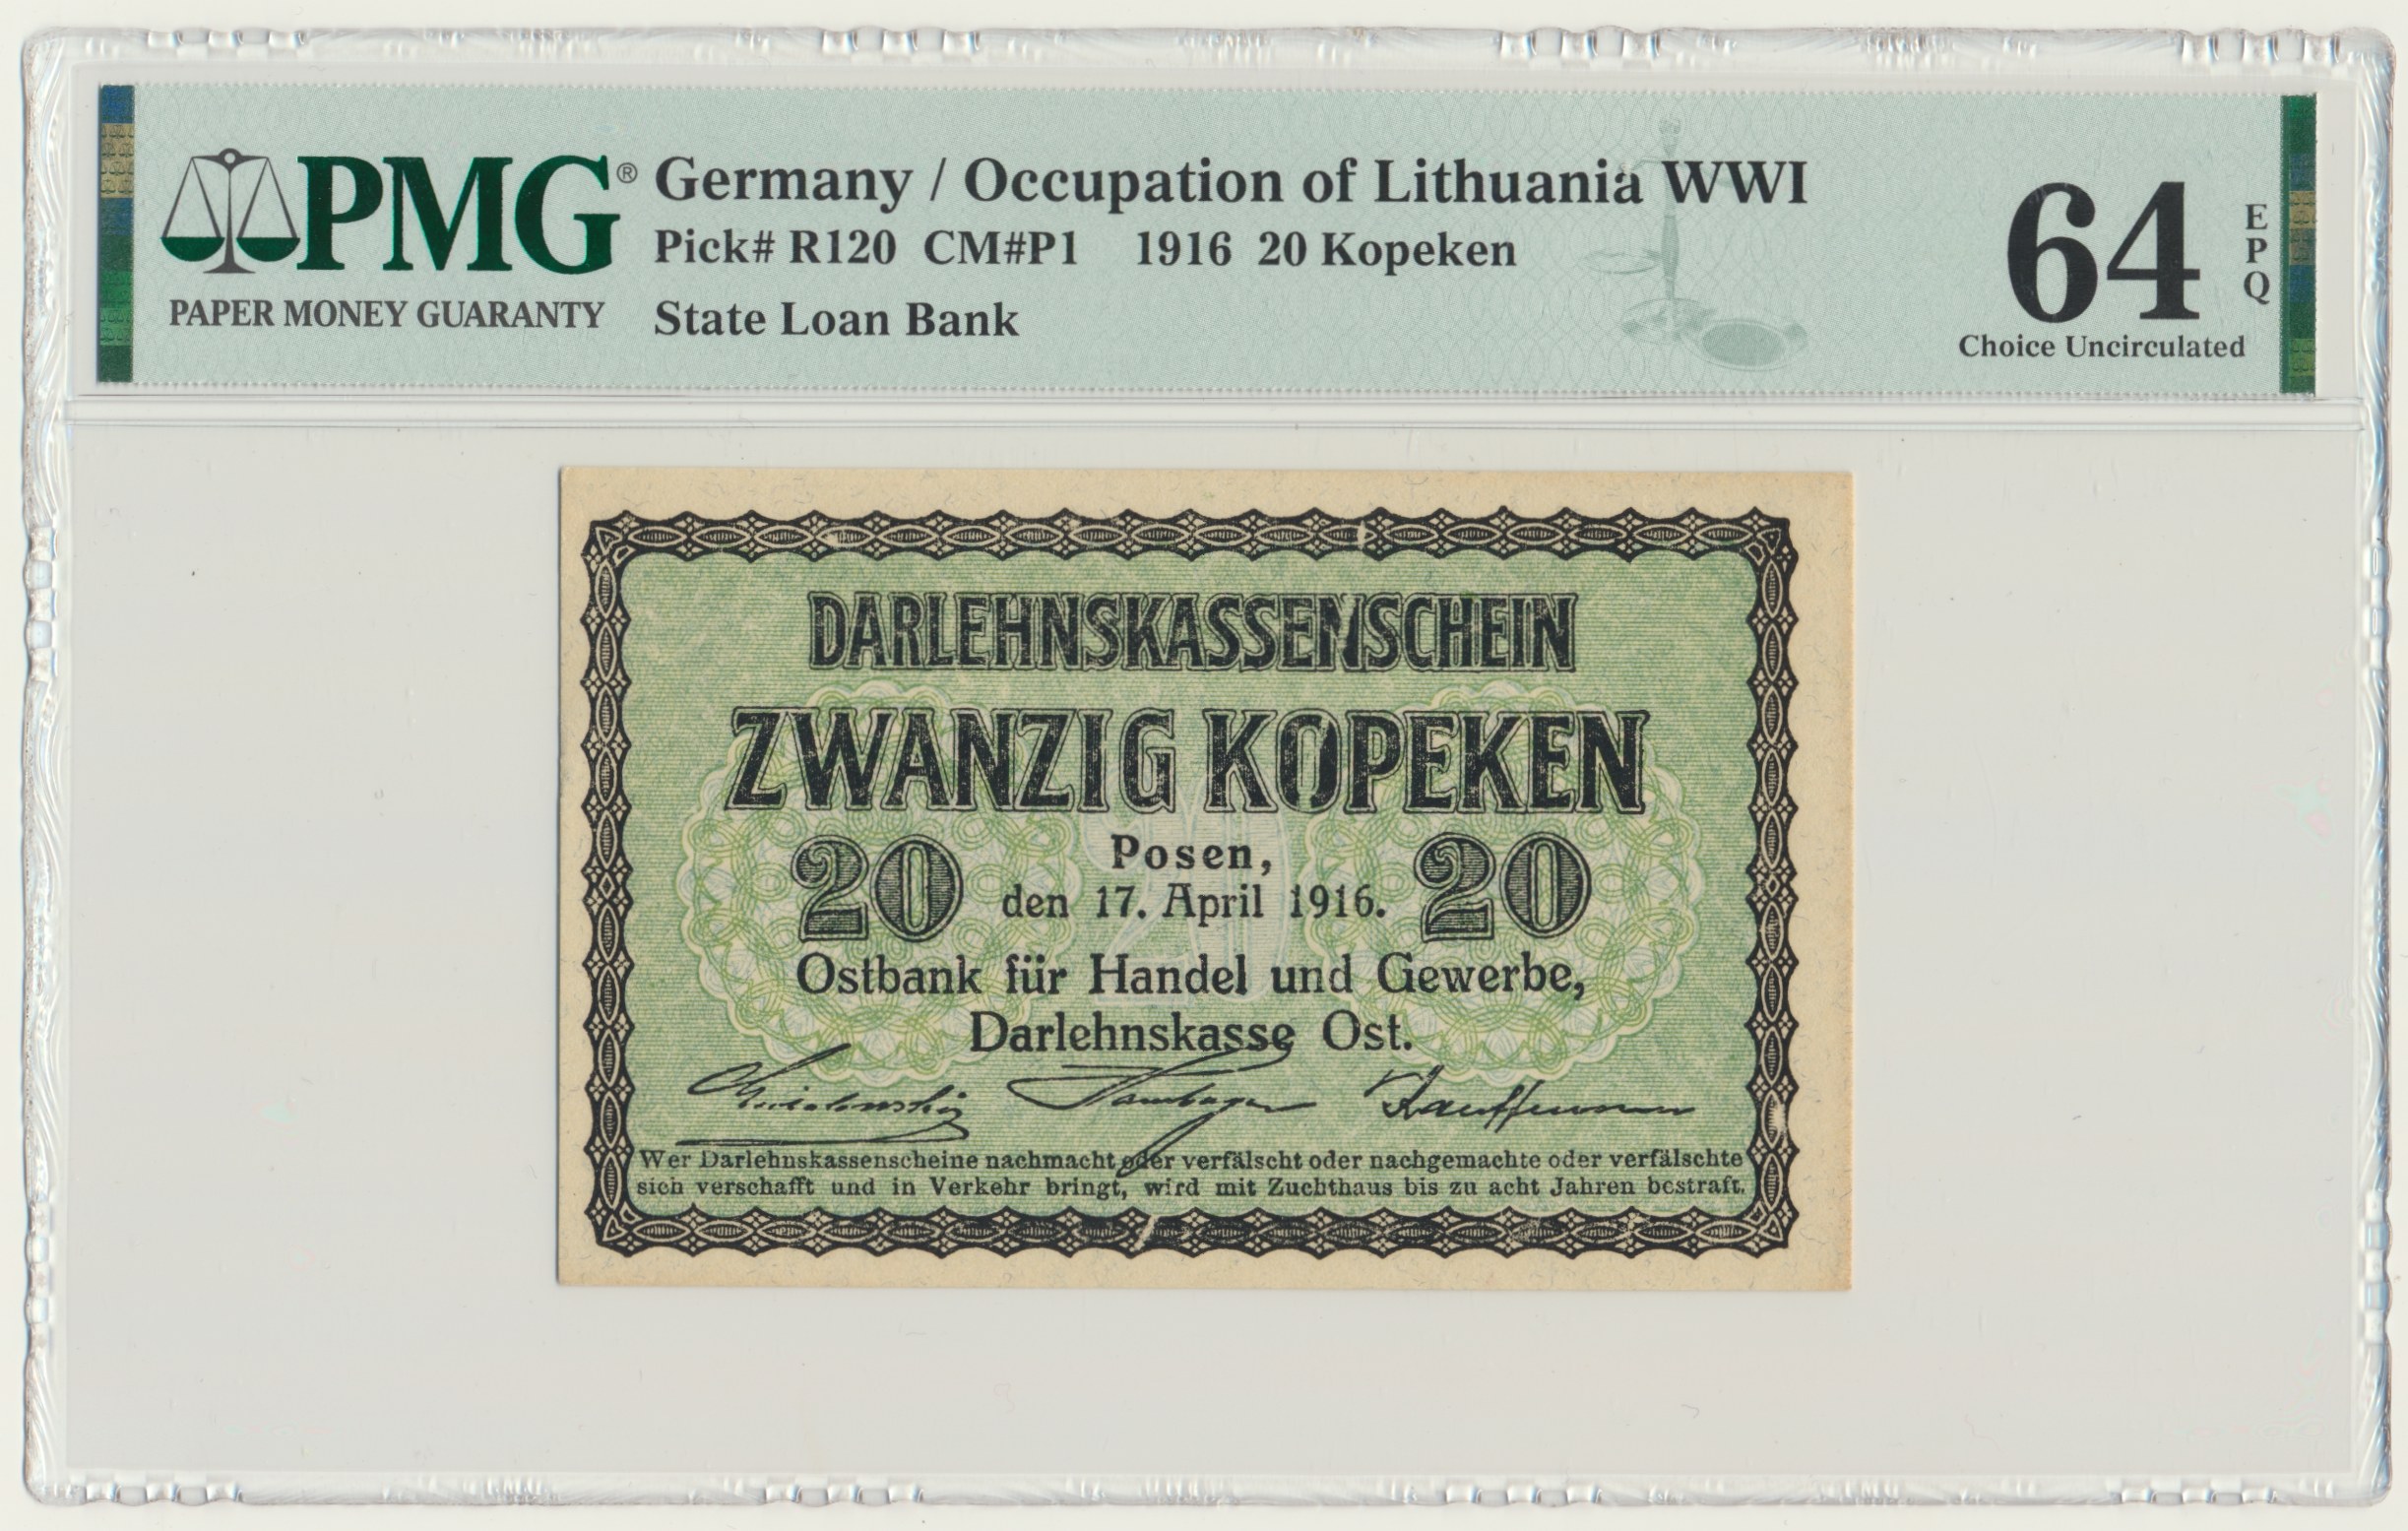 PMG®
PAPER MONEY GUARANTY
Germany / Occupation of Lithuania WWI
Pick# R120 CM#P1 1916 20 Kopeken
State Loan Bank
64
EPQ
Choice Uncirculated
DARLEHNSKASSENSCHEIN
ZWANZIG KOPEKEN
20 Posen, 20
den 17. April 1916.
Ostbank für Handel und Gewerbe,
Darlehnskasse Ost.
Kauffmann
Wer Darlehnskassenscheine nachmacht oder verfälscht oder nachgemachte oder verfälschte
sich verschafft und in Verkehr bringt, wird mit Zuchthaus bis zu acht Jahren bestraft.